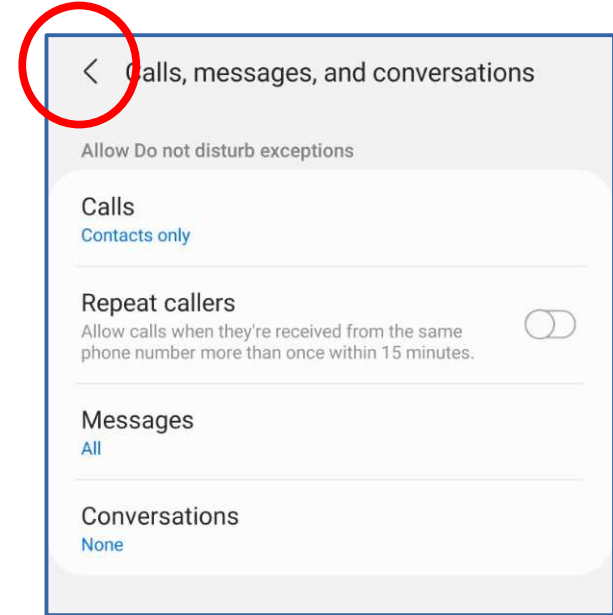 Calls, messages, and conversations
Allow Do not disturb exceptions
Calls
Contacts only
Repeat callers
Allow calls when they're received from the same
phone number more than once within 15 minutes.
Messages
All
Conversations
None